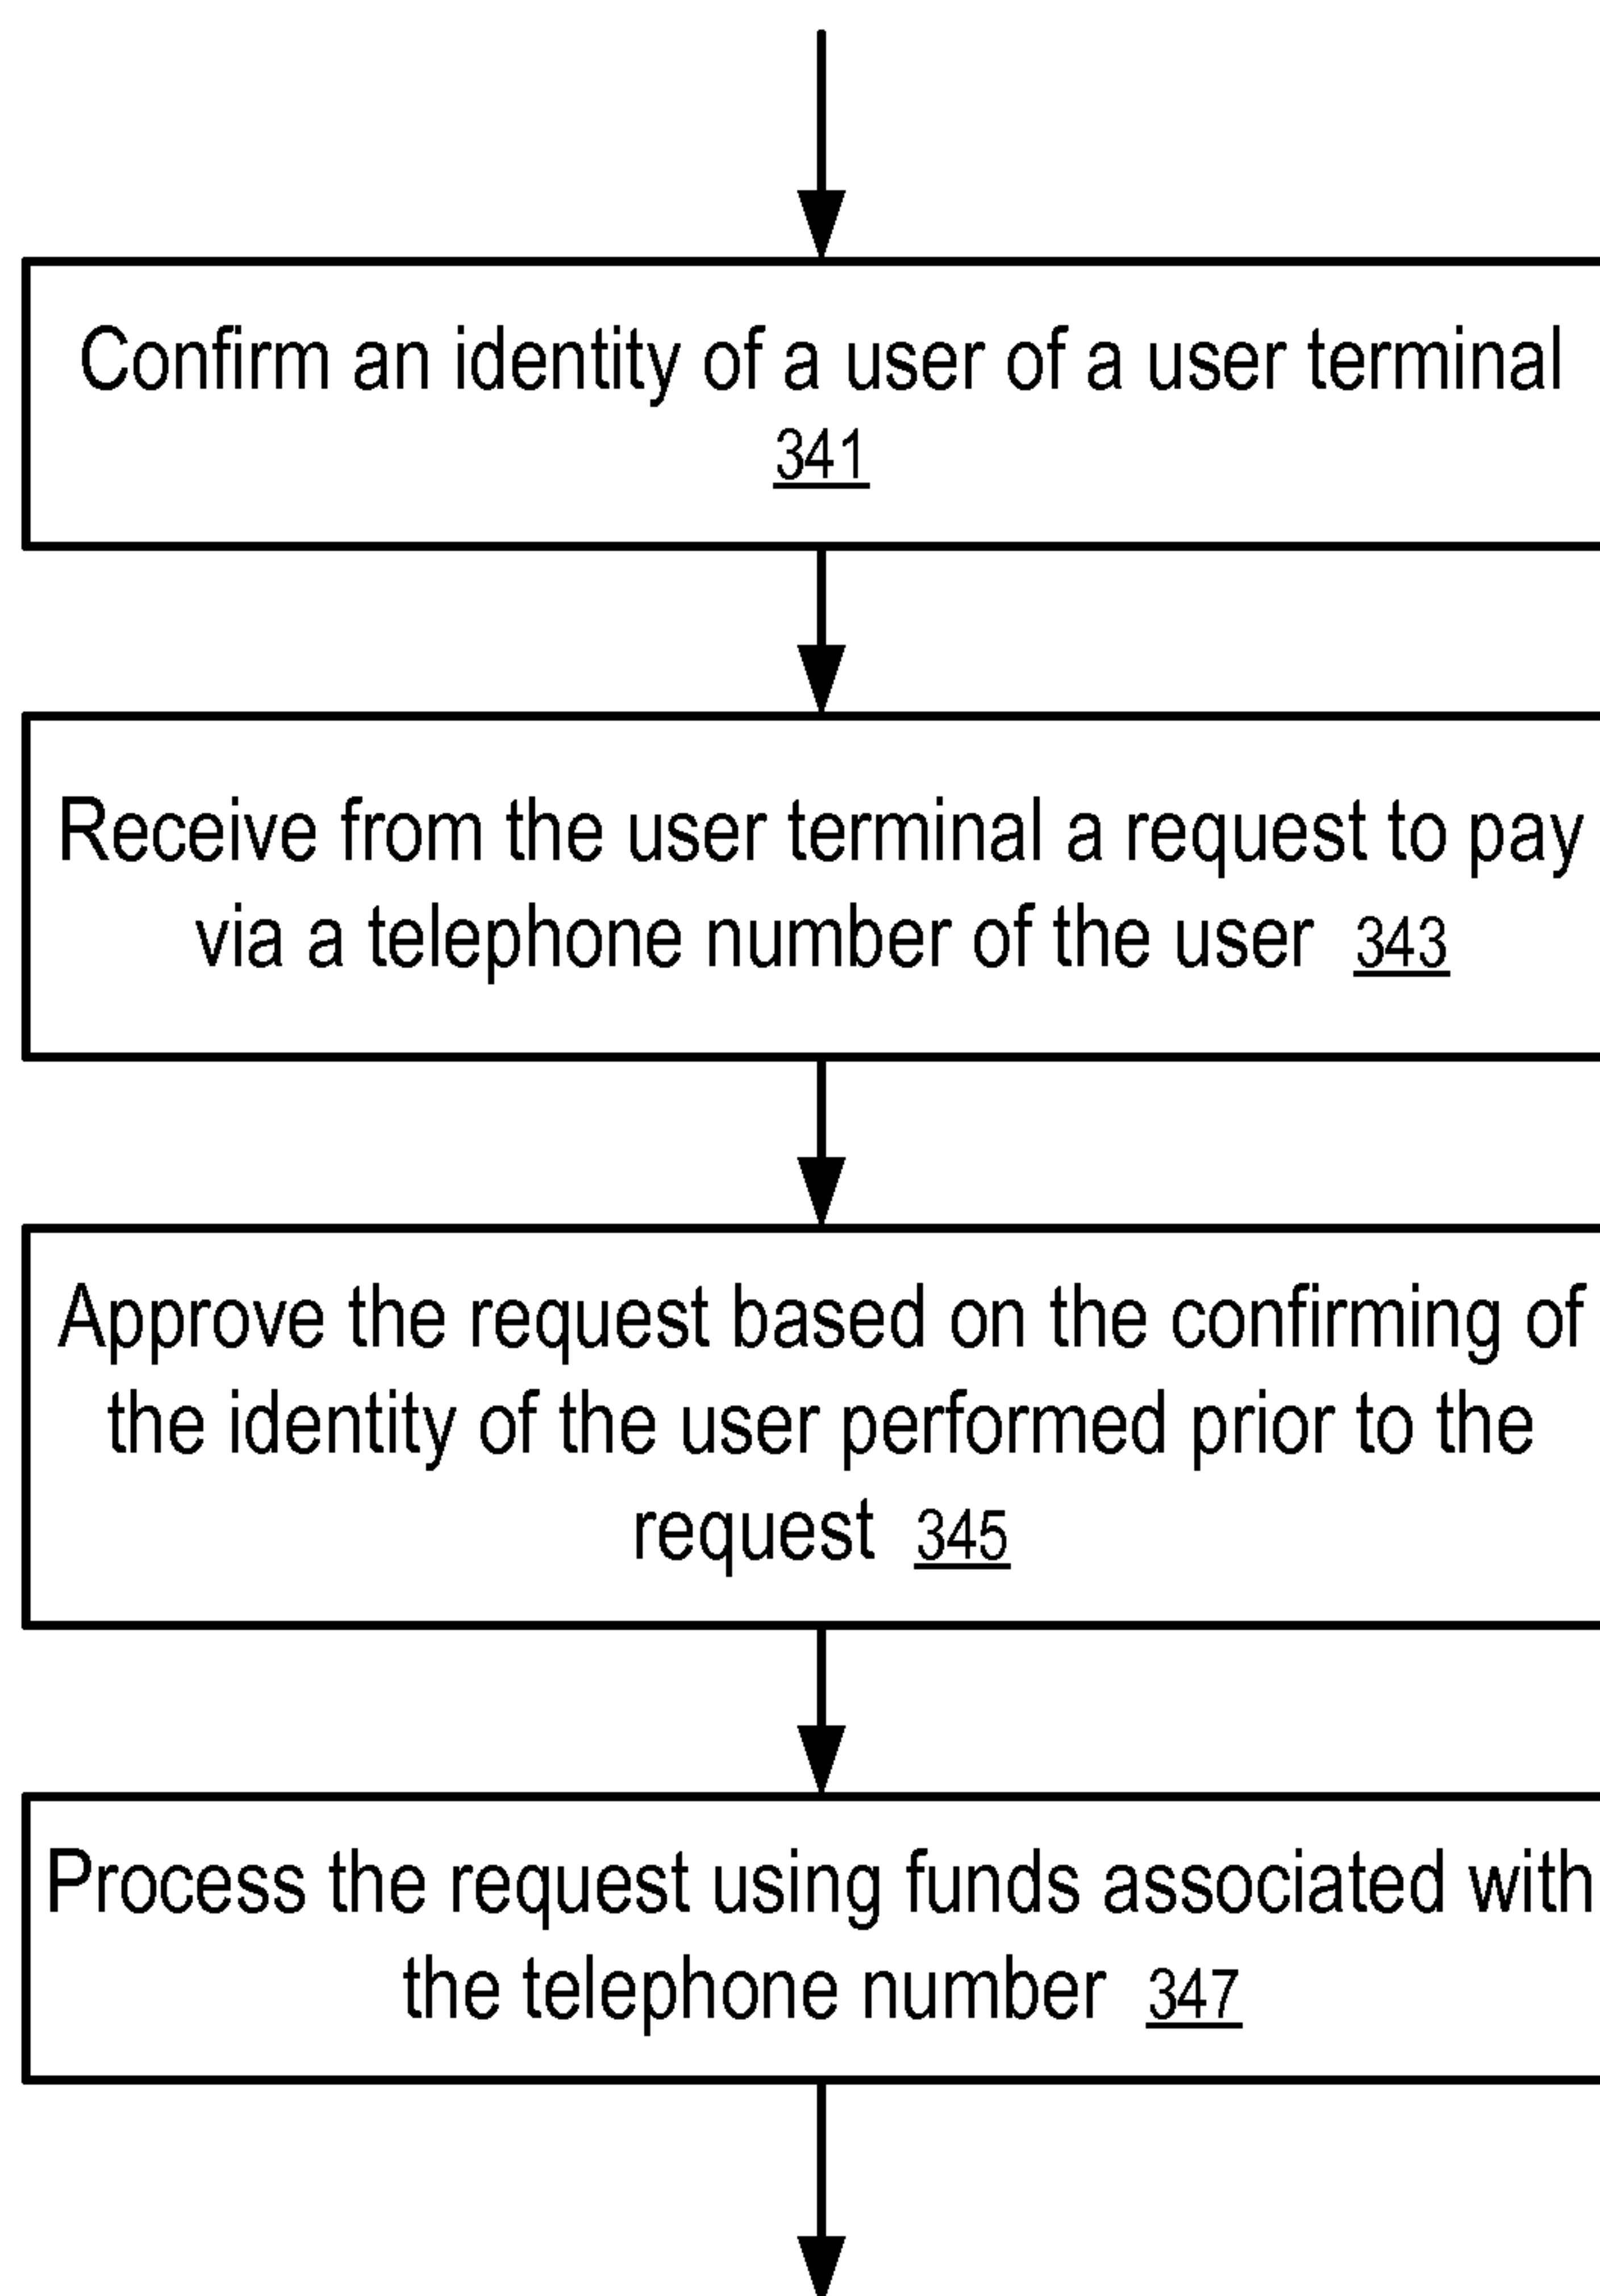 Confirm an identity of a user of a user terminal
341
Receive from the user terminal a request to pay
via a telephone number of the user 343
Approve the request based on the confirming of
the identity of the user performed prior to the
request 345
Process the request using funds associated with
the telephone number 347